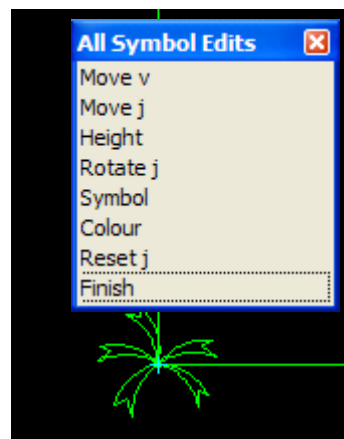 All Symbol Edits
Move v
Move j
Height
Rotate j
Symbol
Colour
Reset j
Finish